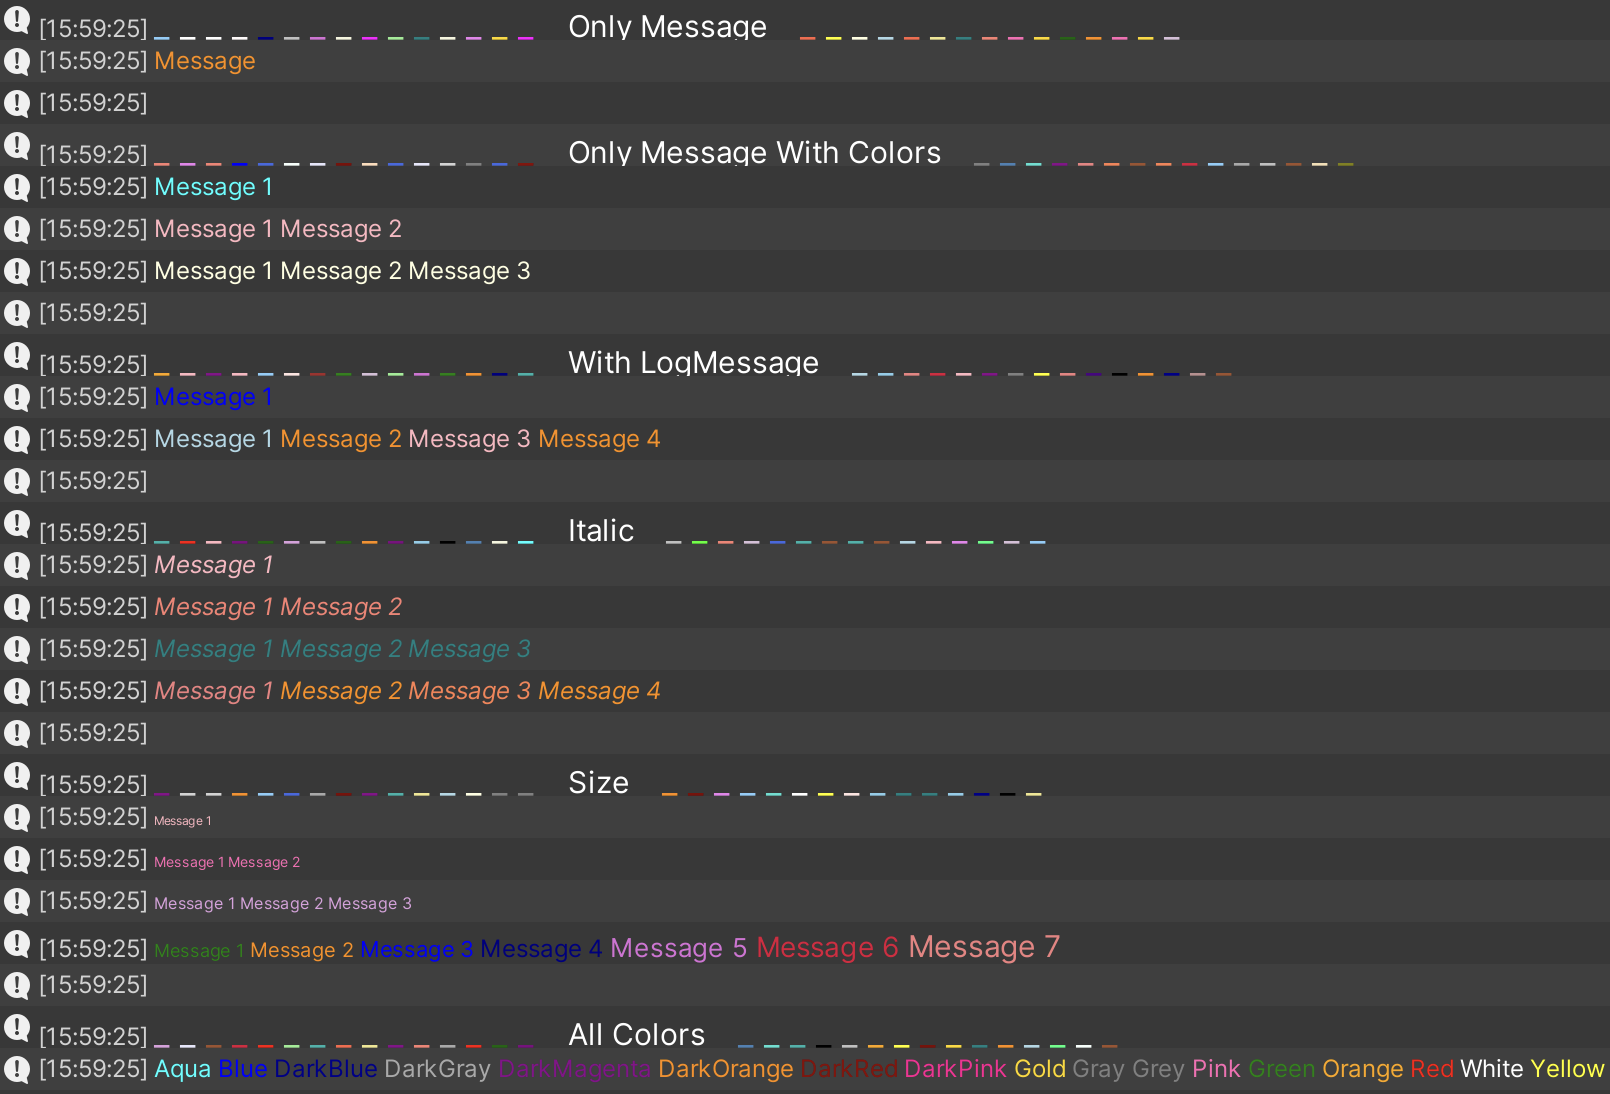 [15:59:25] _ _ _ _ _ _ _ _ _ _ _ _ _ _ _ Only Message _ _ _ _ _ _ _ _ _ _ _ _ _ _ _
[15:59:25] Message
[15:59:25]
[15:59:25] _ _ _ _ _ _ _ _ _ _ _ _ _ _ _ Only Message With Colors _ _ _ _ _ _ _ _ _ _ _ _ _ _ _
[15:59:25] Message 1
[15:59:25] Message 1 Message 2
[15:59:25] Message 1 Message 2 Message 3
[15:59:25]
[15:59:25] _ _ _ _ _ _ _ _ _ _ _ _ _ _ _ With LogMessage _ _ _ _ _ _ _ _ _ _ _ _ _ _ _
[15:59:25] Message 1
[15:59:25] Message 1 Message 2 Message 3 Message 4
[15:59:25]
[15:59:25] _ _ _ _ _ _ _ _ _ _ _ _ _ _ _ Italic _ _ _ _ _ _ _ _ _ _ _ _ _ _ _
[15:59:25] Message 1
[15:59:25] Message 1 Message 2
[15:59:25] Message 1 Message 2 Message 3
[15:59:25] Message 1 Message 2 Message 3 Message 4
[15:59:25]
[15:59:25] _ _ _ _ _ _ _ _ _ _ _ _ _ _ _ Size _ _ _ _ _ _ _ _ _ _ _ _ _ _ _
[15:59:25] Message 1
[15:59:25] Message 1 Message 2
[15:59:25] Message 1 Message 2 Message 3
[15:59:25] Message 1 Message 2 Message 3 Message 4 Message 5 Message 6 Message 7
[15:59:25]
[15:59:25] _ _ _ _ _ _ _ _ _ _ _ _ _ _ _ All Colors _ _ _ _ _ _ _ _ _ _ _ _ _ _ _
[15:59:25] Aqua Blue DarkBlue DarkGray DarkMagenta DarkOrange DarkRed DarkPink Gold Gray Grey Pink Green Orange Red White Yellow